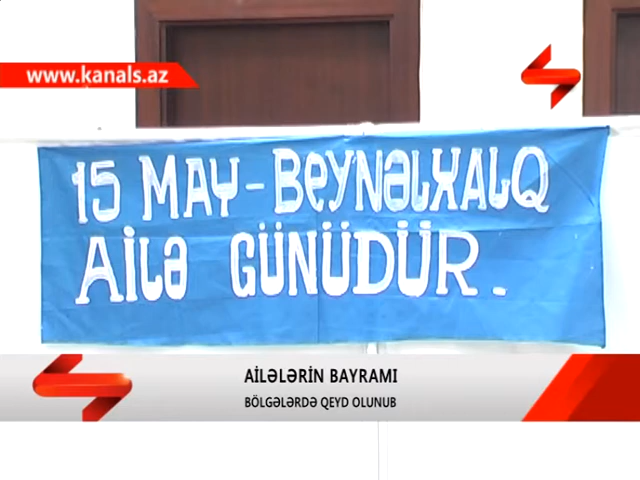 www.kanals.az
15 MAY - BEYNƏLXALQ
AİLƏ GÜNÜDÜR.
AİLƏLƏRİN BAYRAMI
BÖLGƏLƏRDƏ QEYD OLUNUB